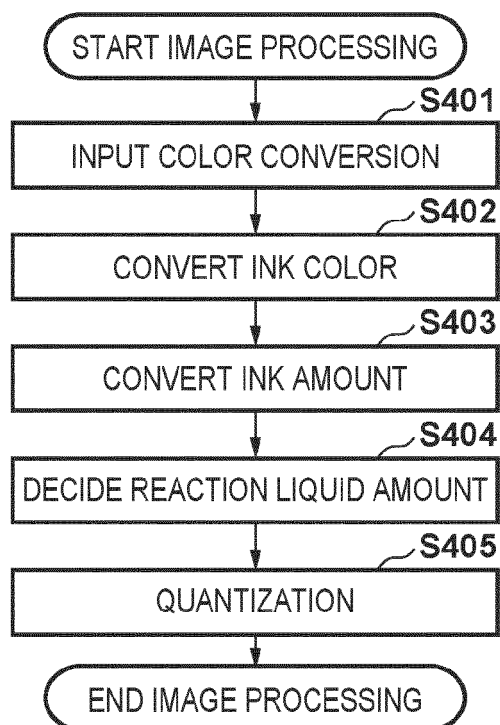 START IMAGE PROCESSING
S401
INPUT COLOR CONVERSION
S402
CONVERT INK COLOR
S403
CONVERT INK AMOUNT
S404
DECIDE REACTION LIQUID AMOUNT
S405
QUANTIZATION
END IMAGE PROCESSING